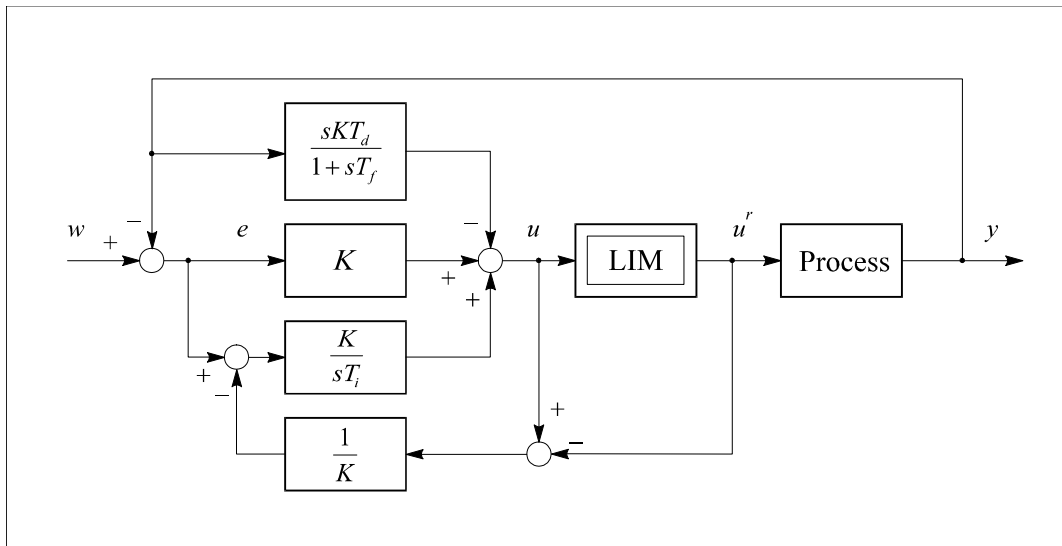 sKT_d
1 + sT_f
w
−
+
e
K
−
+
+
u
LIM
u^r
Process
y
+
−
K
sT_i
+
−
1
K